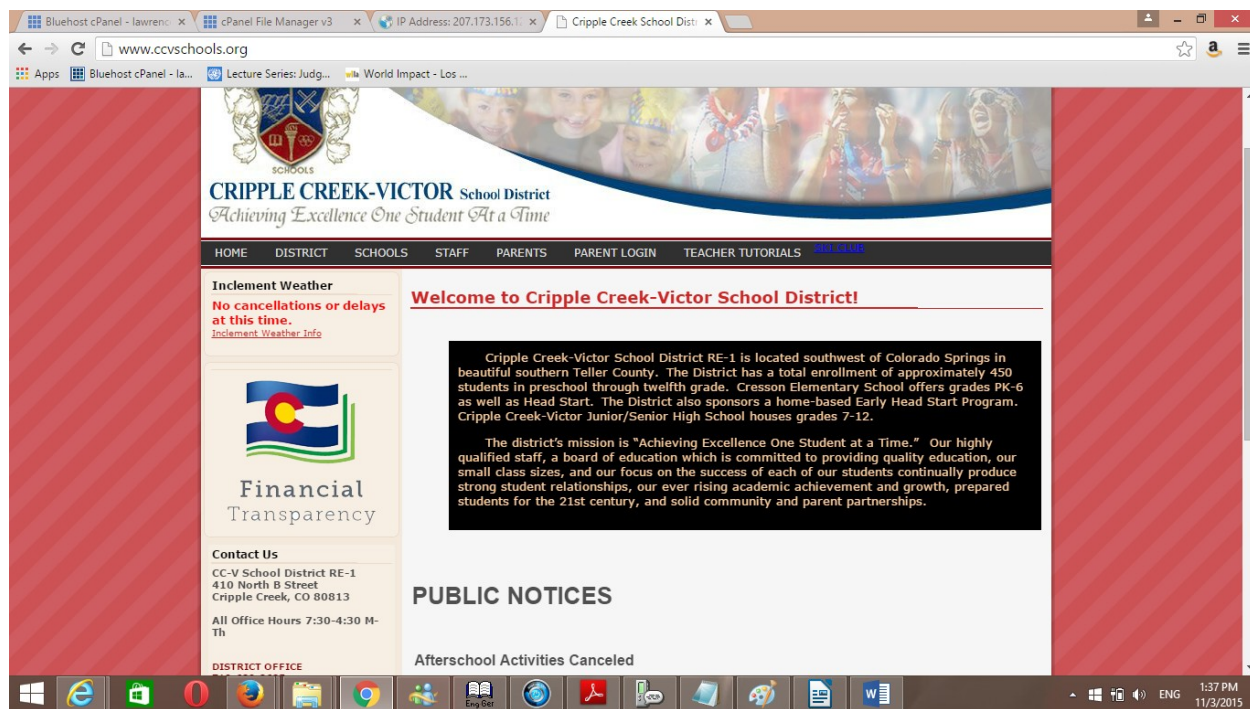 Bluehost cPanel - lawrenc
cPanel File Manager v3
IP Address: 207.173.156.1
Cripple Creek School Distr
www.ccvschools.org
Apps
Bluehost cPanel - la...
Lecture Series: Judg...
World Impact - Los ...
SCHOOLS
CRIPPLE CREEK-VICTOR School District
Achieving Excellence One Student At a Time
HOME DISTRICT SCHOOLS STAFF PARENTS PARENT LOGIN TEACHER TUTORIALS SKI CLUB
Inclement Weather
No cancellations or delays
at this time.
Inclement Weather Info
Financial
Transparency
Contact Us
CC-V School District RE-1
410 North B Street
Cripple Creek, CO 80813
All Office Hours 7:30-4:30 M-
Th
DISTRICT OFFICE
Welcome to Cripple Creek-Victor School District!
Cripple Creek-Victor School District RE-1 is located southwest of Colorado Springs in
beautiful southern Teller County. The District has a total enrollment of approximately 450
students in preschool through twelfth grade. Cresson Elementary School offers grades PK-6
as well as Head Start. The District also sponsors a home-based Early Head Start Program.
Cripple Creek-Victor Junior/Senior High School houses grades 7-12.
The district's mission is "Achieving Excellence One Student at a Time." Our highly
qualified staff, a board of education which is committed to providing quality education, our
small class sizes, and our focus on the success of each of our students continually produce
strong student relationships, our ever rising academic achievement and growth, prepared
students for the 21st century, and solid community and parent partnerships.
PUBLIC NOTICES
Afterschool Activities Canceled
Eng Ger
ENG
1:37 PM
11/3/2015